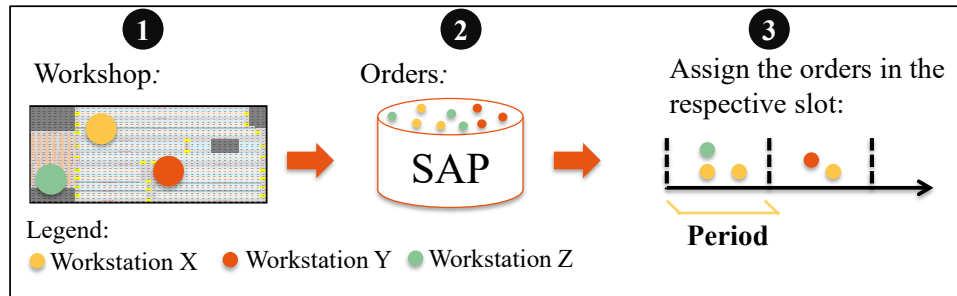 1
2
3
Workshop:
Orders:
Assign the orders in the
respective slot:
SAP
Period
Legend:
Workstation X
Workstation Y
Workstation Z